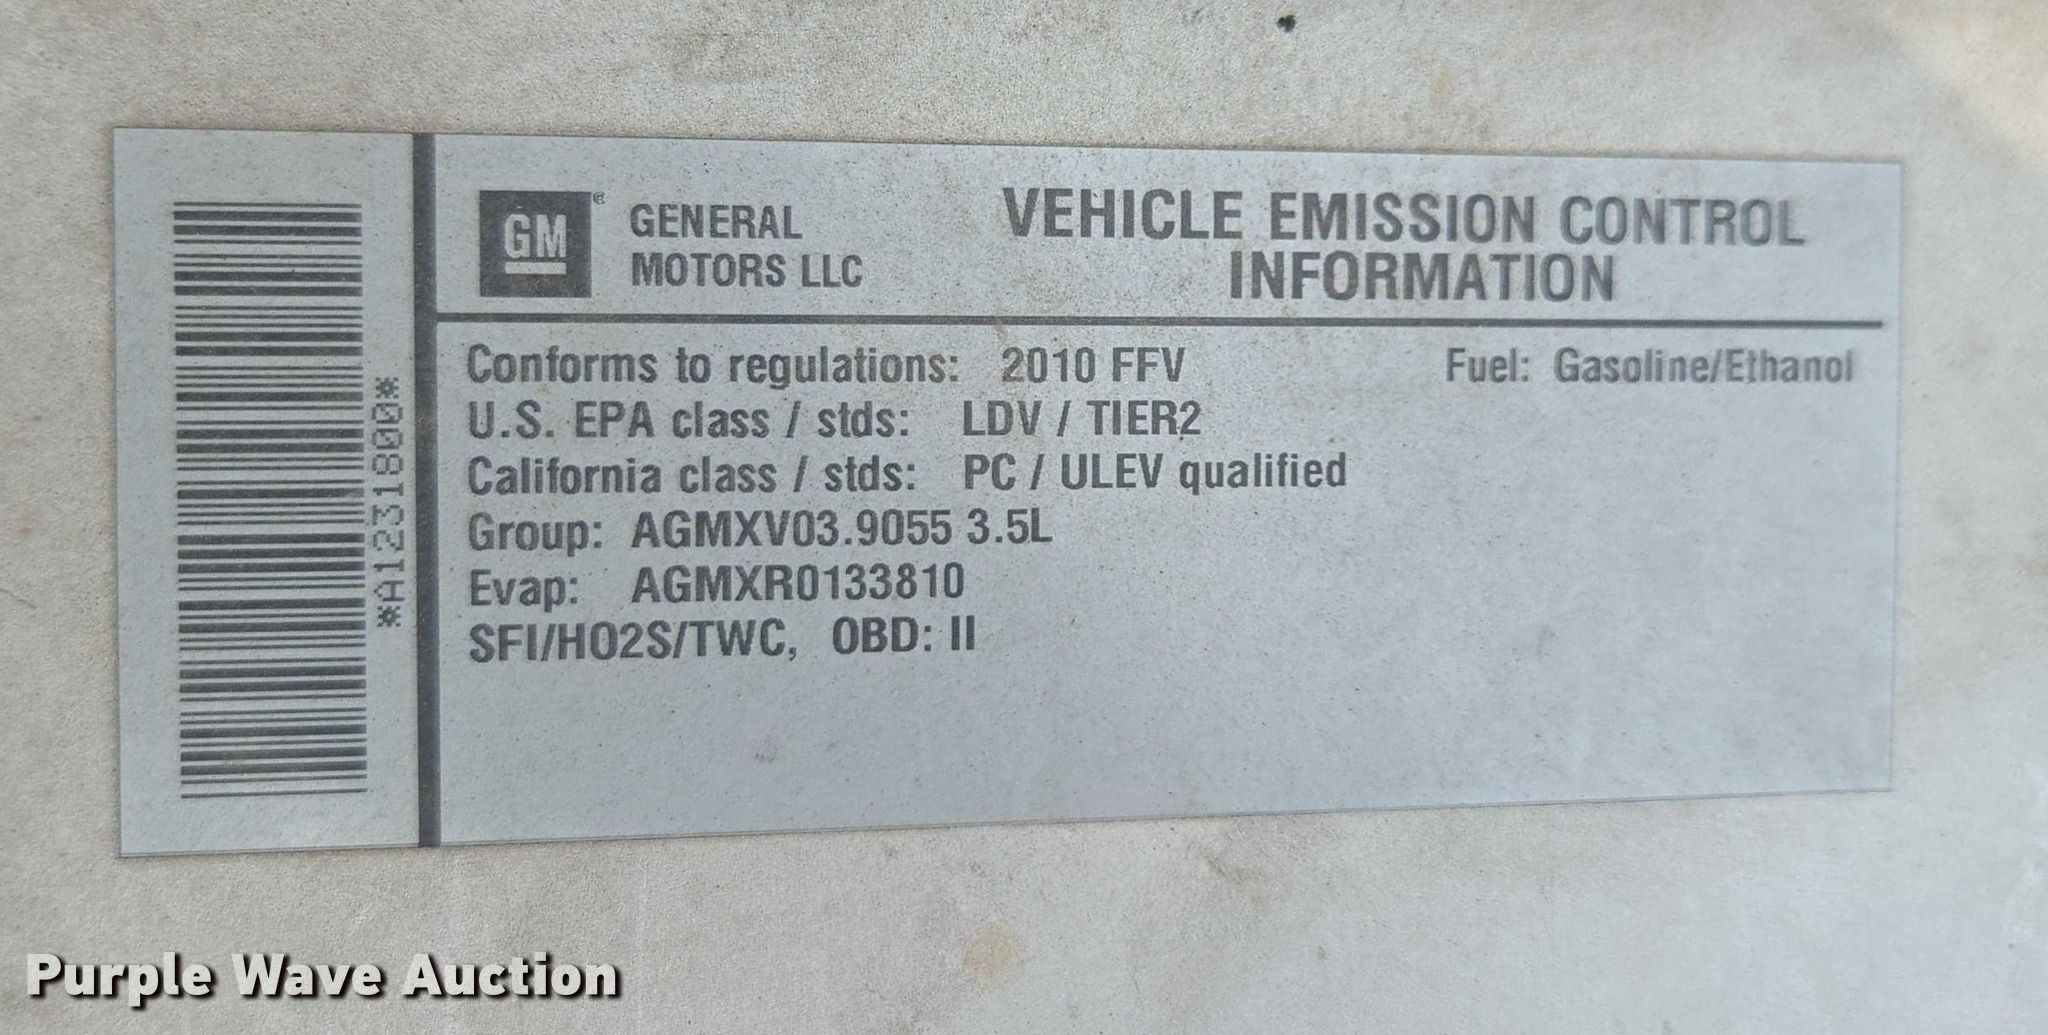 GM
GENERAL
MOTORS LLC
VEHICLE EMISSION CONTROL
INFORMATION
Conforms to regulations: 2010 FFV
Fuel: Gasoline/Ethanol
U.S. EPA class / stds: LDV / TIER2
California class / stds: PC / ULEV qualified
Group: AGMXV03.9055 3.5L
Evap: AGMXR0133810
SFI/HO2S/TWC, OBD: II
*A1231800*
Purple Wave Auction